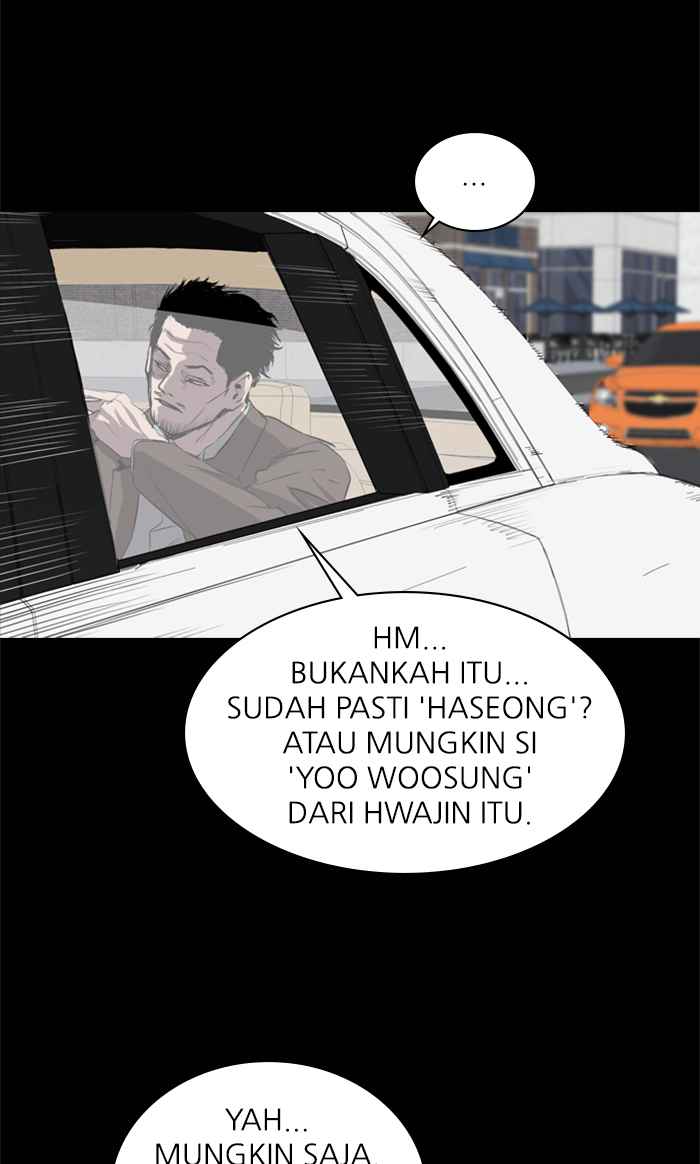 ...
HM...
BUKANKAH ITU...
SUDAH PASTI 'HASEONG'?
ATAU MUNGKIN SI
'YOO WOOSUNG'
DARI HWAJIN ITU.
YAH...
MUNGKIN SAJA.